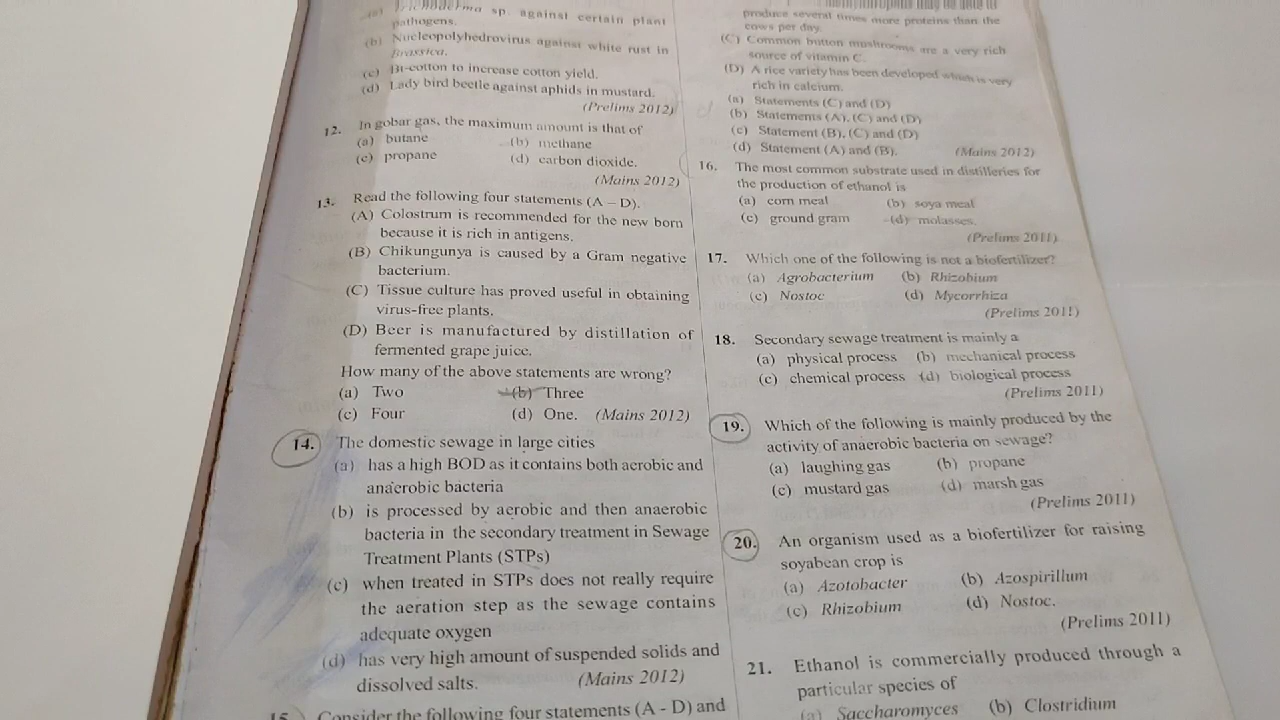 sp. against certain plant
pathogens.
(b) Nucleopolyhedrovirus against white rust in
Brassica.
(c) Bt-cotton to increase cotton yield.
(d) Lady bird beetle against aphids in mustard.
(Prelims 2012)
12. In gobar gas, the maximum amount is that of
(a) butane (b) methane
(c) propane (d) carbon dioxide.
(Mains 2012)
13. Read the following four statements (A – D).
(A) Colostrum is recommended for the new born
because it is rich in antigens.
(B) Chikungunya is caused by a Gram negative
bacterium.
(C) Tissue culture has proved useful in obtaining
virus-free plants.
(D) Beer is manufactured by distillation of
fermented grape juice.
How many of the above statements are wrong?
(a) Two (b) Three
(c) Four (d) One. (Mains 2012)
14. The domestic sewage in large cities
(a) has a high BOD as it contains both aerobic and
anaerobic bacteria
(b) is processed by aerobic and then anaerobic
bacteria in the secondary treatment in Sewage
Treatment Plants (STPs)
(c) when treated in STPs does not really require
the aeration step as the sewage contains
adequate oxygen
(d) has very high amount of suspended solids and
dissolved salts. (Mains 2012)
15. Consider the following four statements (A - D) and
produce several times more proteins than the
cows per day.
(C) Common button mushrooms are a very rich
source of vitamin C.
(D) A rice variety has been developed which is very
rich in calcium.
(a) Statements (C) and (D)
(b) Statements (A), (C) and (D)
(c) Statement (B), (C) and (D)
(d) Statement (A) and (B). (Mains 2012)
16. The most common substrate used in distilleries for
the production of ethanol is
(a) corn meal (b) soya meal
(c) ground gram (d) molasses.
(Prelims 2011)
17. Which one of the following is not a biofertilizer?
(a) Agrobacterium (b) Rhizobium
(c) Nostoc (d) Mycorrhiza
(Prelims 2011)
18. Secondary sewage treatment is mainly a
(a) physical process (b) mechanical process
(c) chemical process (d) biological process
(Prelims 2011)
19. Which of the following is mainly produced by the
activity of anaerobic bacteria on sewage?
(a) laughing gas (b) propane
(c) mustard gas (d) marsh gas
(Prelims 2011)
20. An organism used as a biofertilizer for raising
soyabean crop is
(a) Azotobacter (b) Azospirillum
(c) Rhizobium (d) Nostoc.
(Prelims 2011)
21. Ethanol is commercially produced through a
particular species of
(a) Saccharomyces (b) Clostridium